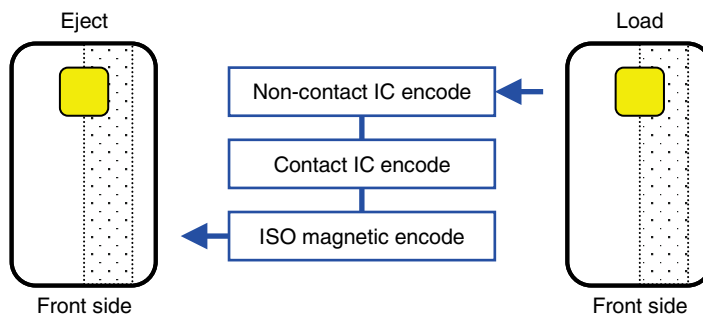 Eject
Load
Non-contact IC encode
Contact IC encode
ISO magnetic encode
Front side
Front side